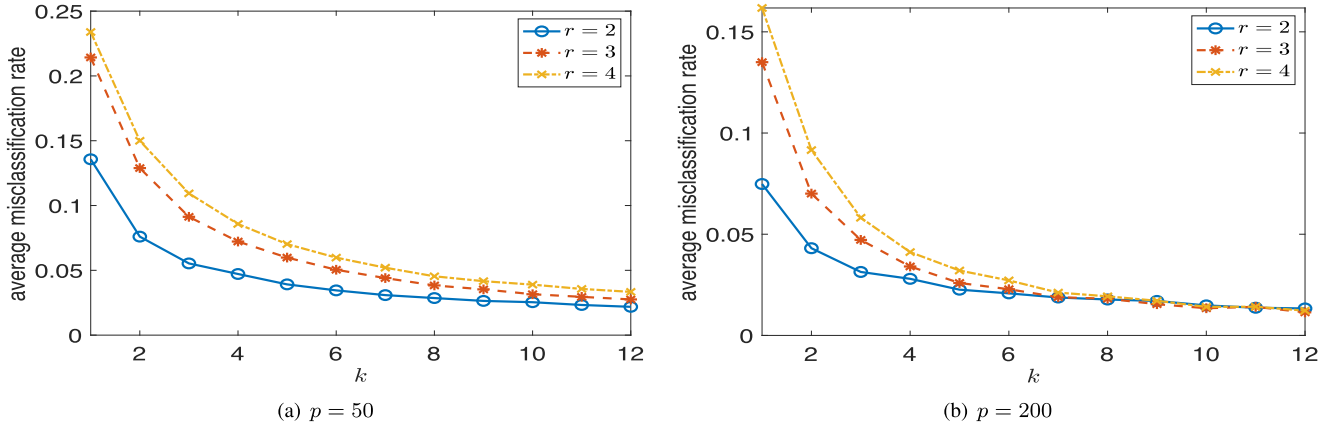 average misclassification rate
0.25
0.2
0.15
0.1
0.05
0
2 4 6 8 10 12
k
r = 2
r = 3
r = 4
(a) p = 50
average misclassification rate
0.15
0.1
0.05
0
2 4 6 8 10 12
k
r = 2
r = 3
r = 4
(b) p = 200